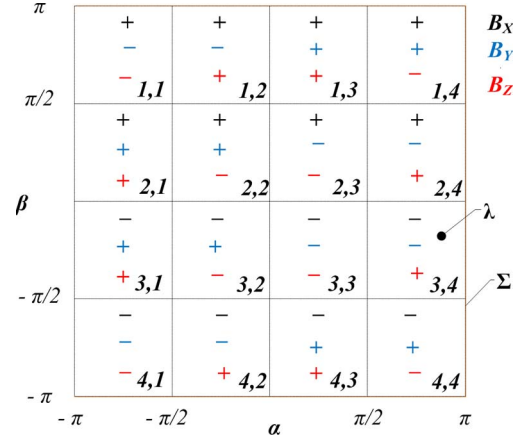 π
+ + + + B_X
− − + + B_Y
− + + − B_Z
1,1 1,2 1,3 1,4
π/2
+ + + +
+ + − −
+ − − +
2,1 2,2 2,3 2,4
β
− − − − λ
+ + − −
+ − − +
3,1 3,2 3,3 3,4 Σ
- π/2
− − − −
− − + +
− + + −
4,1 4,2 4,3 4,4
- π
- π - π/2 α π/2 π